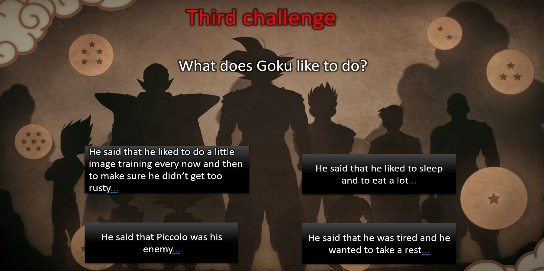 Third challenge
What does Goku like to do?
He said that he liked to do a little
image training every now and then
to make sure he didn't get too
rusty...
He said that he liked to sleep
and to eat a lot...
He said that Piccolo was his
enemy...
He said that he was tired and he
wanted to take a rest...